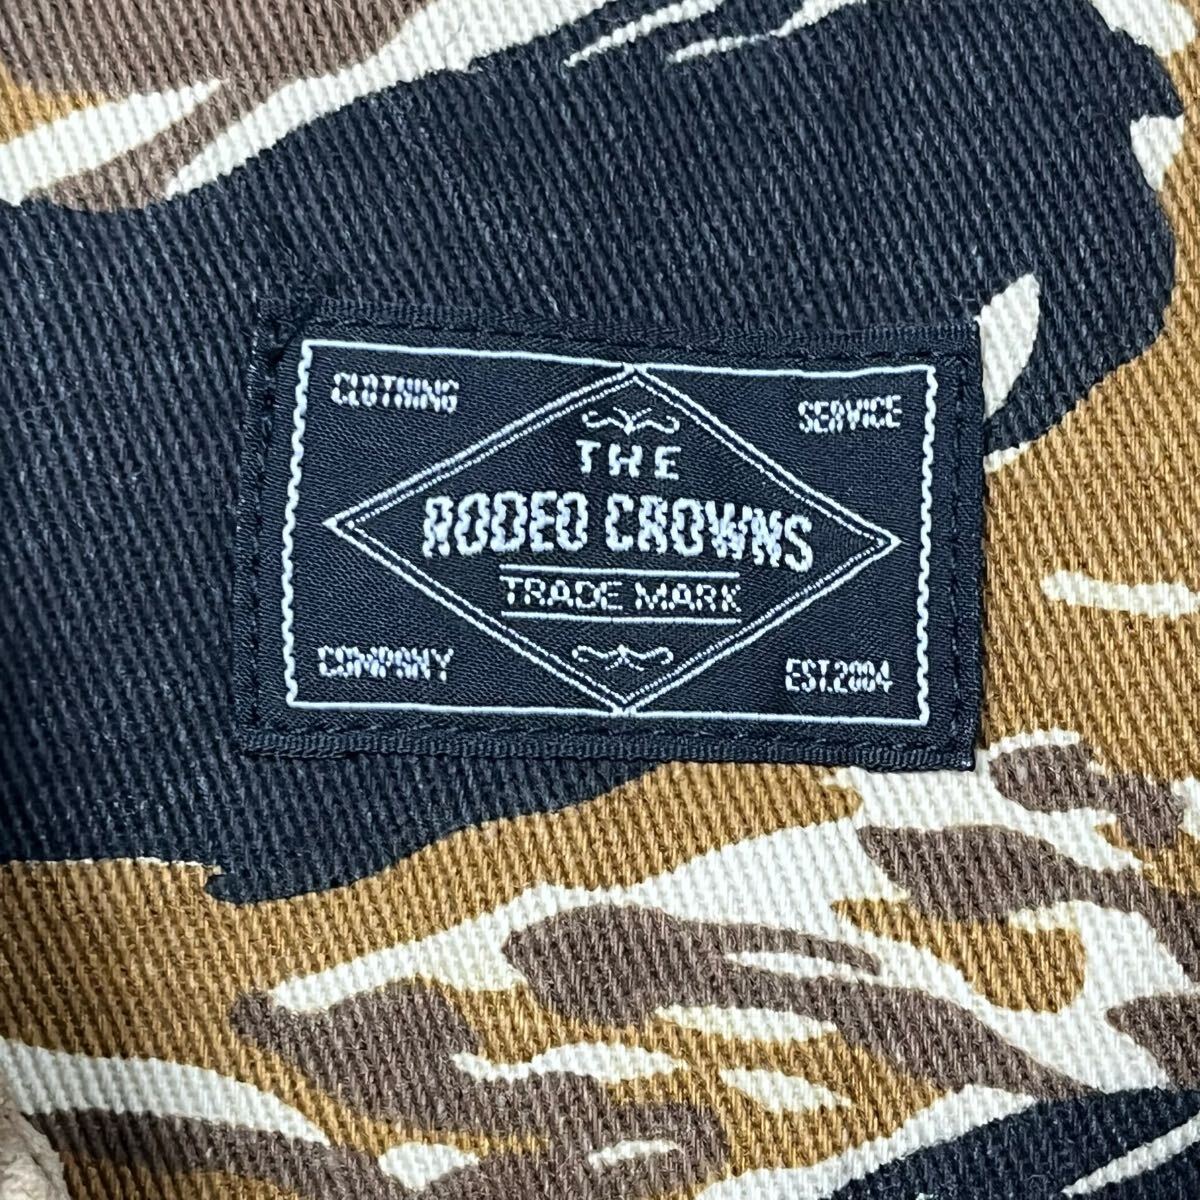 CLOTHING
SERVICE
THE
RODEO CROWNS
TRADE MARK
COMPANY
EST.2004